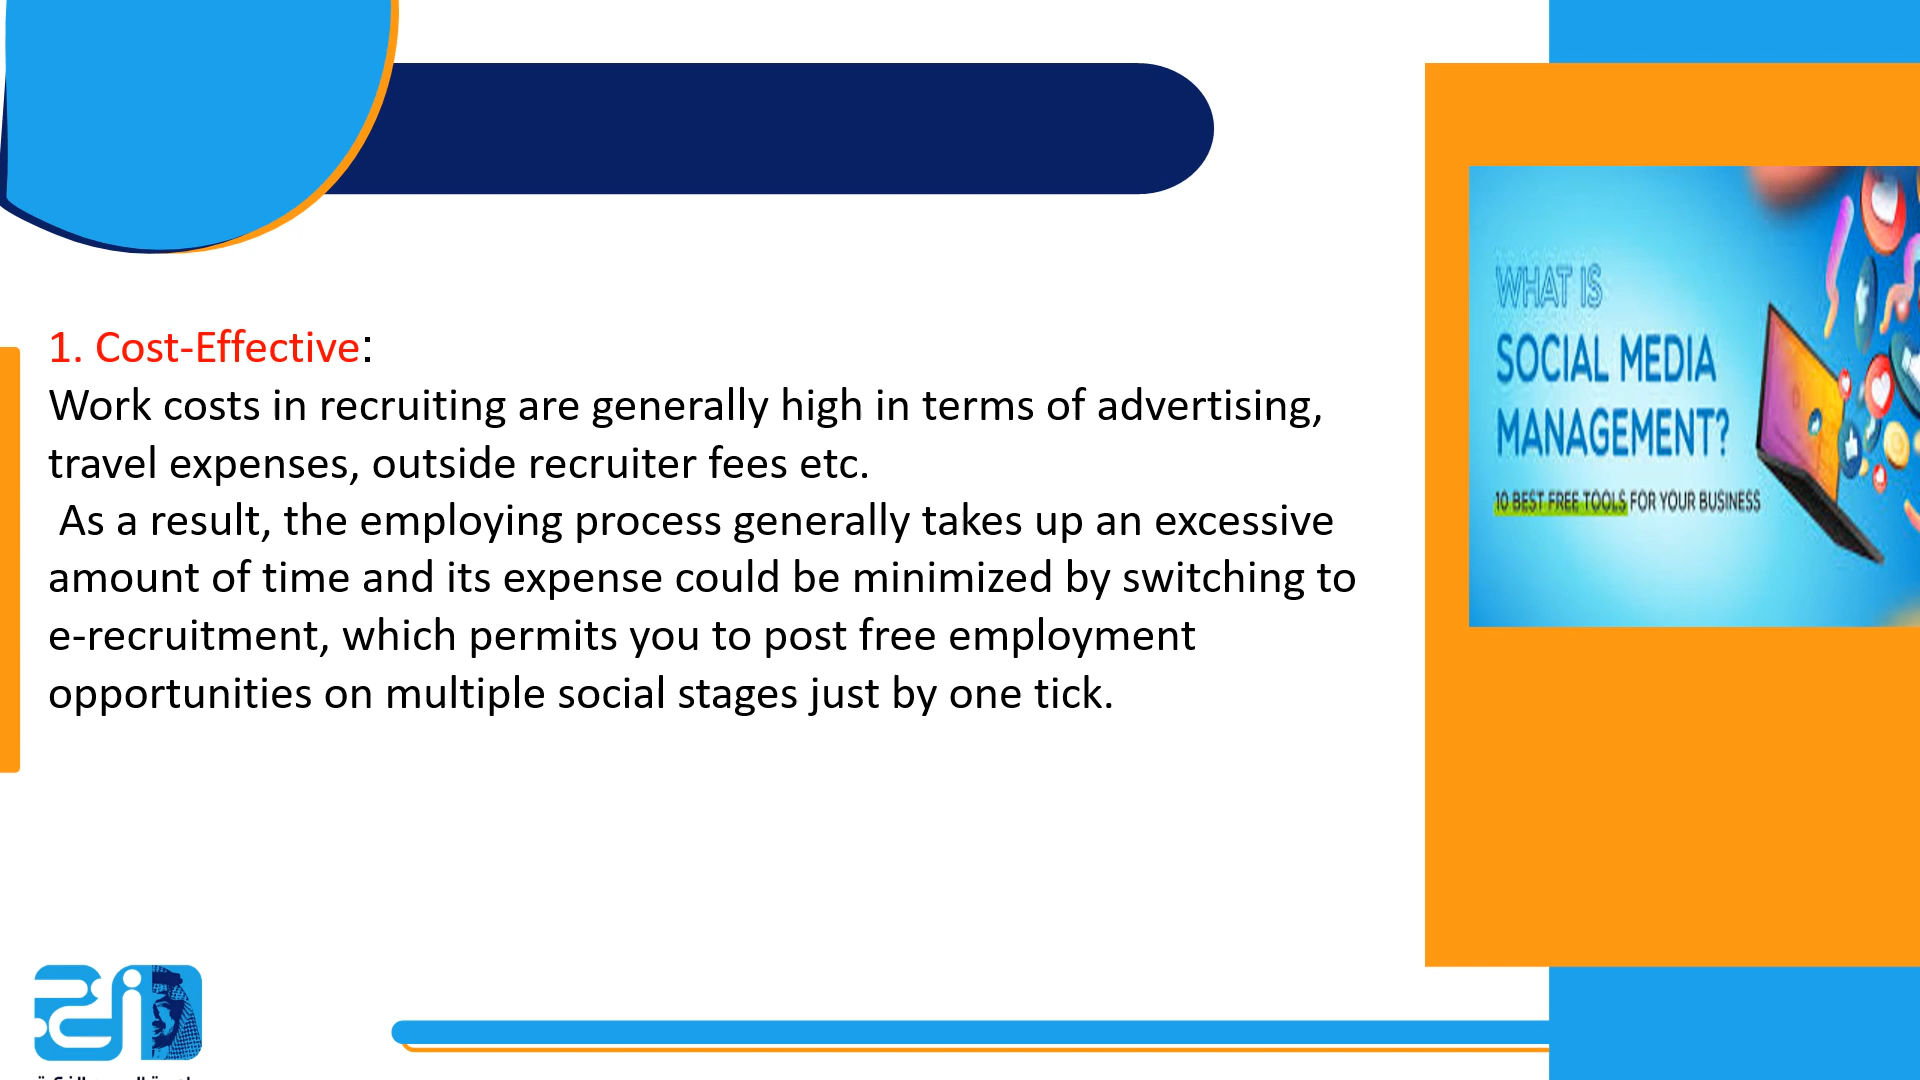 1. Cost-Effective:
Work costs in recruiting are generally high in terms of advertising,
travel expenses, outside recruiter fees etc.
As a result, the employing process generally takes up an excessive
amount of time and its expense could be minimized by switching to
e-recruitment, which permits you to post free employment
opportunities on multiple social stages just by one tick.
WHAT IS
SOCIAL MEDIA
MANAGEMENT?
10 BEST FREE TOOLS FOR YOUR BUSINESS